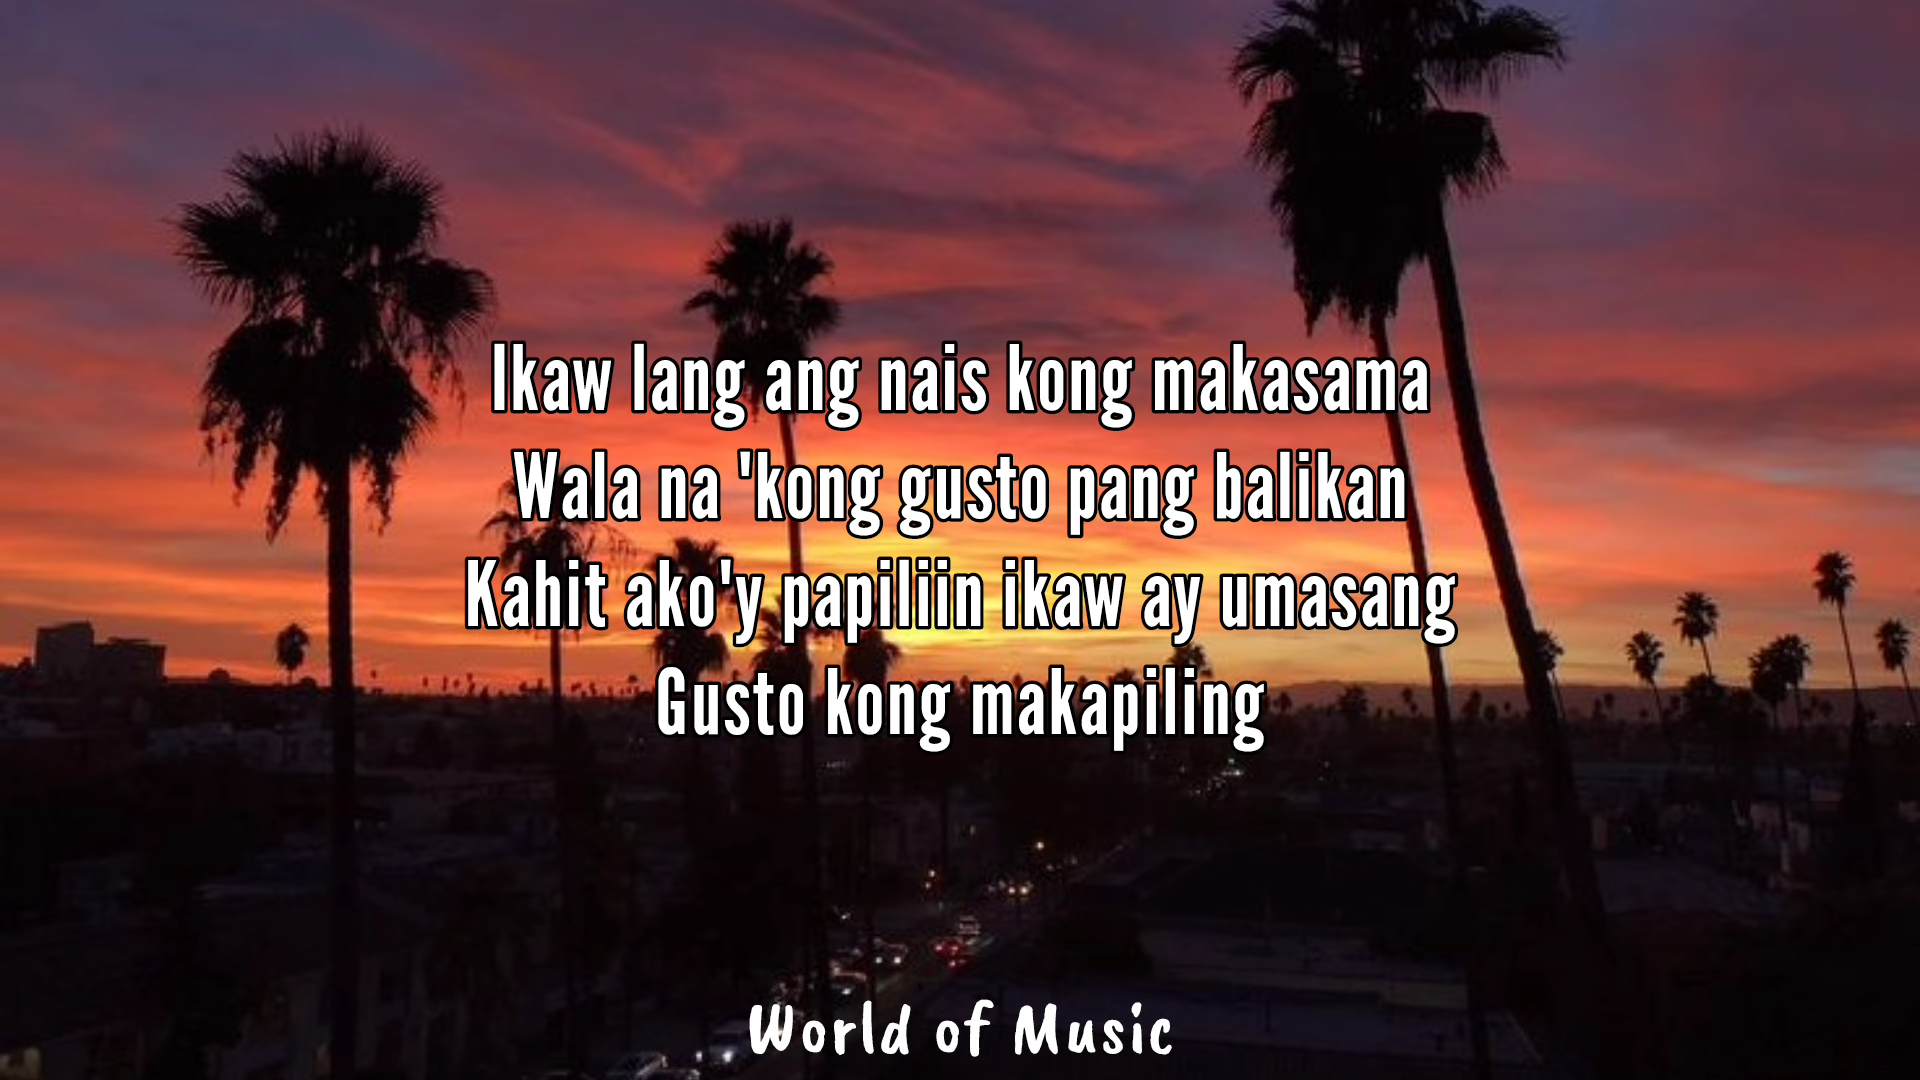 Ikaw lang ang nais kong makasama
Wala na 'kong gusto pang balikan
Kahit ako'y papiliin ikaw ay umasang
Gusto kong makapiling
World of Music